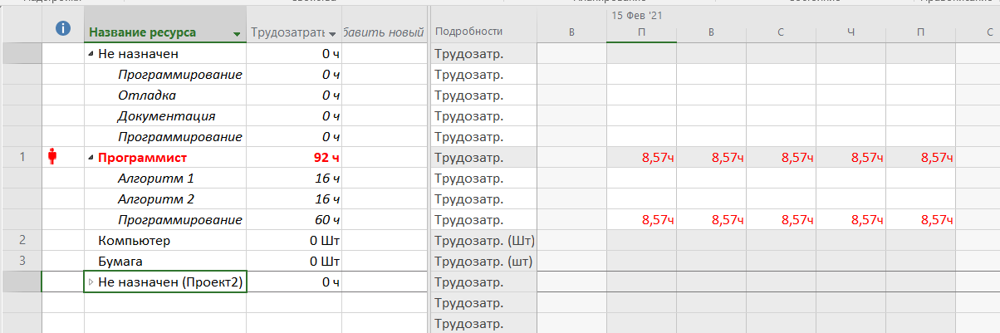 15 Фев '21
Название ресурса Трудозатраты бавить новый Подробности В П В С Ч П С
Не назначен 0 ч Трудозатр.
Программирование 0 ч Трудозатр.
Отладка 0 ч Трудозатр.
Документация 0 ч Трудозатр.
Программирование 0 ч Трудозатр.
1 Программист 92 ч Трудозатр. 8,57ч 8,57ч 8,57ч 8,57ч 8,57ч
Алгоритм 1 16 ч Трудозатр.
Алгоритм 2 16 ч Трудозатр.
Программирование 60 ч Трудозатр. 8,57ч 8,57ч 8,57ч 8,57ч 8,57ч
2 Компьютер 0 Шт Трудозатр. (Шт)
3 Бумага 0 Шт Трудозатр. (шт)
Не назначен (Проект2) 0 ч Трудозатр.
Трудозатр.
Трудозатр.